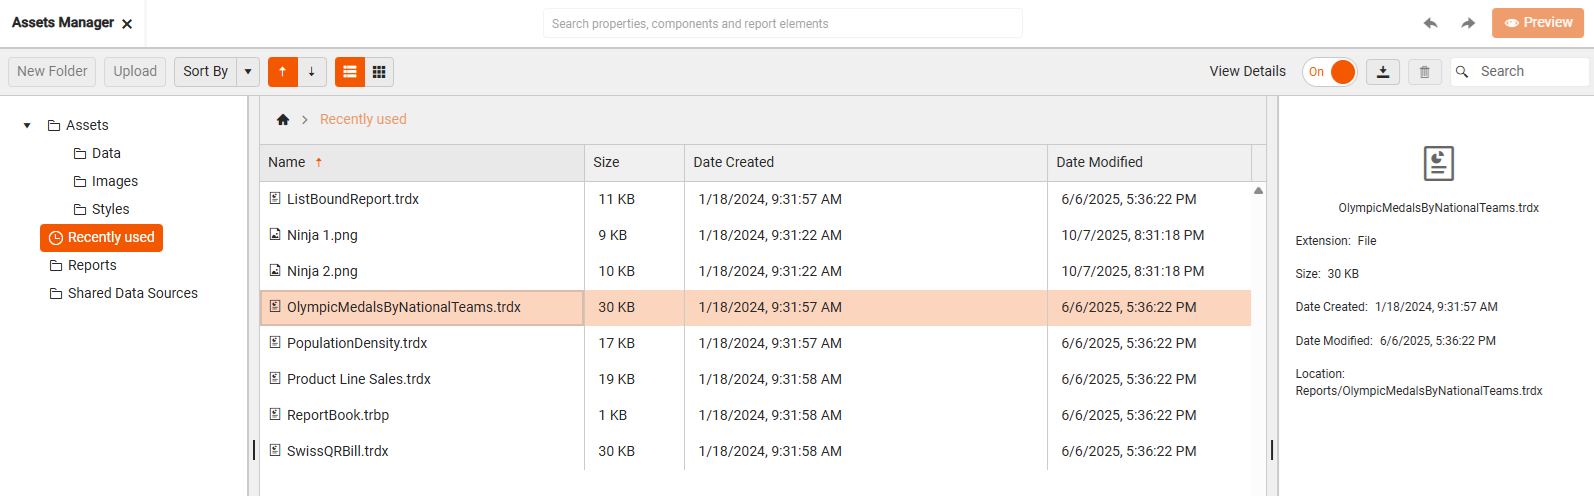 Assets Manager
Search properties, components and report elements
Preview
New Folder
Upload
Sort By
View Details
On
Search
Assets
Data
Images
Styles
Recently used
Reports
Shared Data Sources
Recently used
Name Size Date Created Date Modified
ListBoundReport.trdx 11 KB 1/18/2024, 9:31:57 AM 6/6/2025, 5:36:22 PM
Ninja 1.png 9 KB 1/18/2024, 9:31:22 AM 10/7/2025, 8:31:18 PM
Ninja 2.png 10 KB 1/18/2024, 9:31:22 AM 10/7/2025, 8:31:18 PM
OlympicMedalsByNationalTeams.trdx 30 KB 1/18/2024, 9:31:57 AM 6/6/2025, 5:36:22 PM
PopulationDensity.trdx 17 KB 1/18/2024, 9:31:57 AM 6/6/2025, 5:36:22 PM
Product Line Sales.trdx 19 KB 1/18/2024, 9:31:58 AM 6/6/2025, 5:36:22 PM
ReportBook.trbp 1 KB 1/18/2024, 9:31:58 AM 6/6/2025, 5:36:22 PM
SwissQRBill.trdx 30 KB 1/18/2024, 9:31:58 AM 6/6/2025, 5:36:22 PM
OlympicMedalsByNationalTeams.trdx
Extension: File
Size: 30 KB
Date Created: 1/18/2024, 9:31:57 AM
Date Modified: 6/6/2025, 5:36:22 PM
Location:
Reports/OlympicMedalsByNationalTeams.trdx